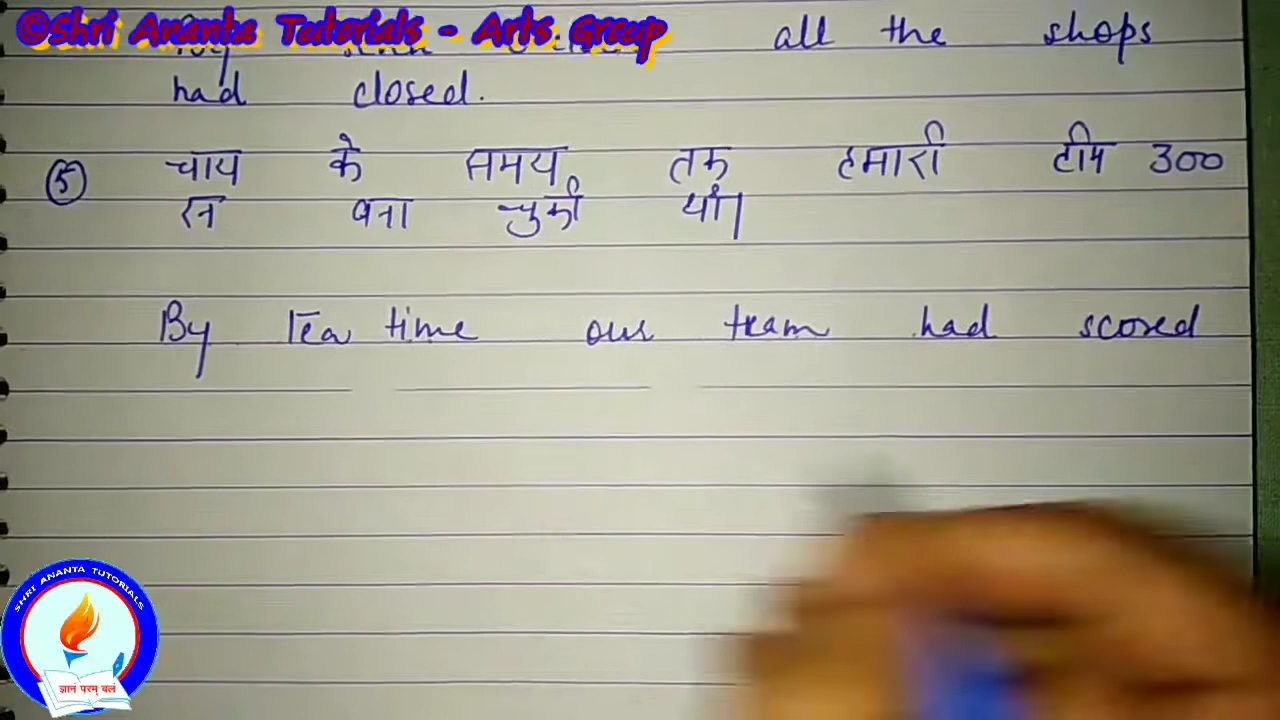 ©Shri Ananta Tutorials - Arts Group
all the shops
had closed.
(5) चाय के समय तक हमारी टीम 300
रन बना चुकी थी।
By Tea time our team had scored
SHRI ANANTA TUTORIALS
ज्ञानं परमं बलं